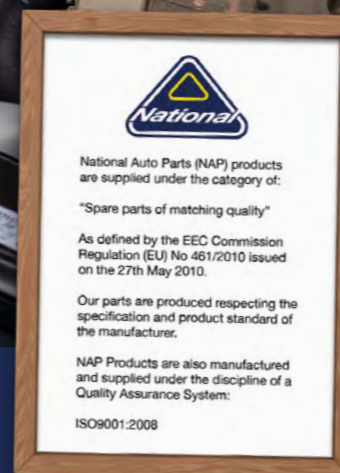 National
National Auto Parts (NAP) products
are supplied under the category of:
"Spare parts of matching quality"
As defined by the EEC Commission
Regulation (EU) No 461/2010 issued
on the 27th May 2010.
Our parts are produced respecting the
specification and product standard of
the manufacturer.
NAP Products are also manufactured
and supplied under the discipline of a
Quality Assurance System:
ISO9001:2008